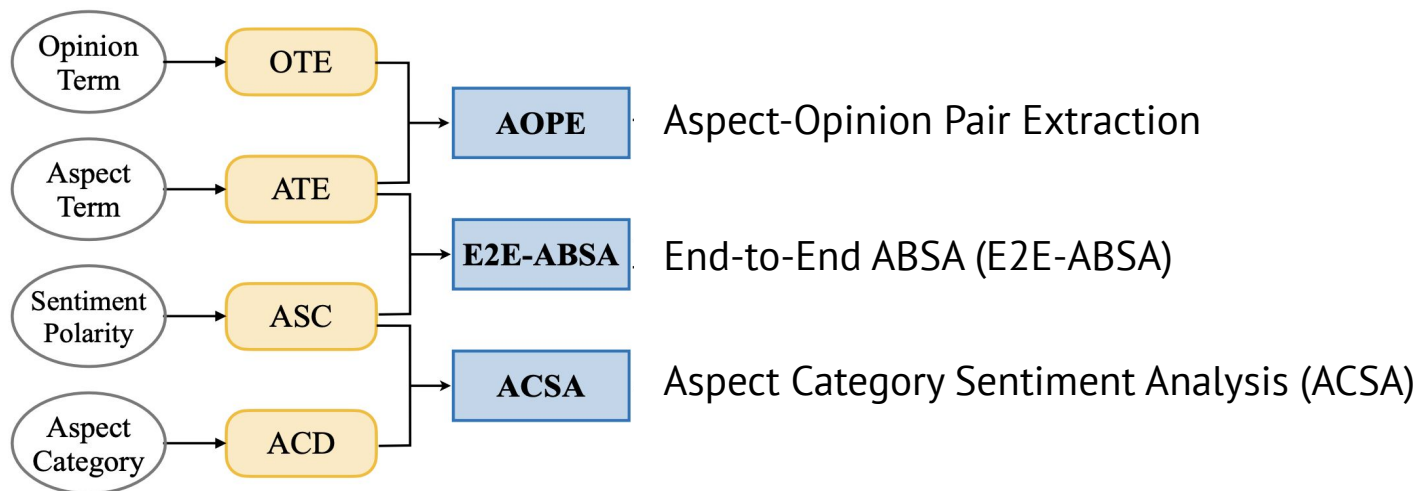 Opinion
Term
OTE
AOPE
Aspect-Opinion Pair Extraction
Aspect
Term
ATE
E2E-ABSA
End-to-End ABSA (E2E-ABSA)
Sentiment
Polarity
ASC
ACSA
Aspect Category Sentiment Analysis (ACSA)
Aspect
Category
ACD